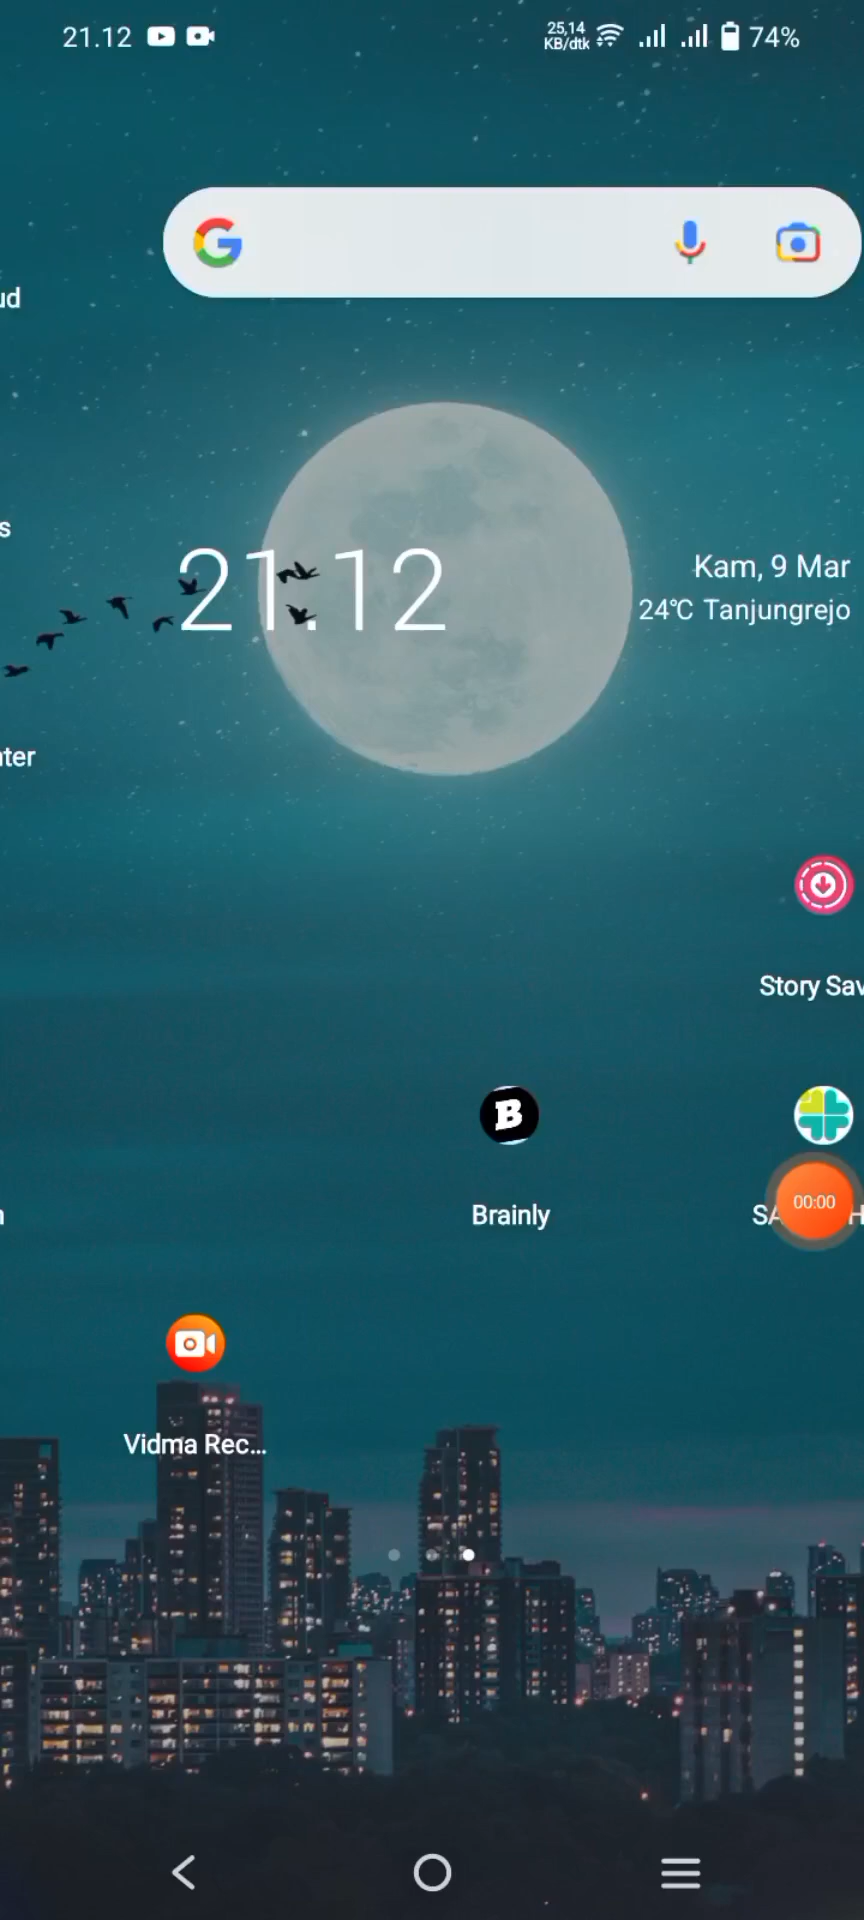 21.12
25,14
KB/dtk
74%
ud
21.12
Kam, 9 Mar
24℃ Tanjungrejo
s
nter
Story Sav
B
Brainly
00:00
Vidma Rec...